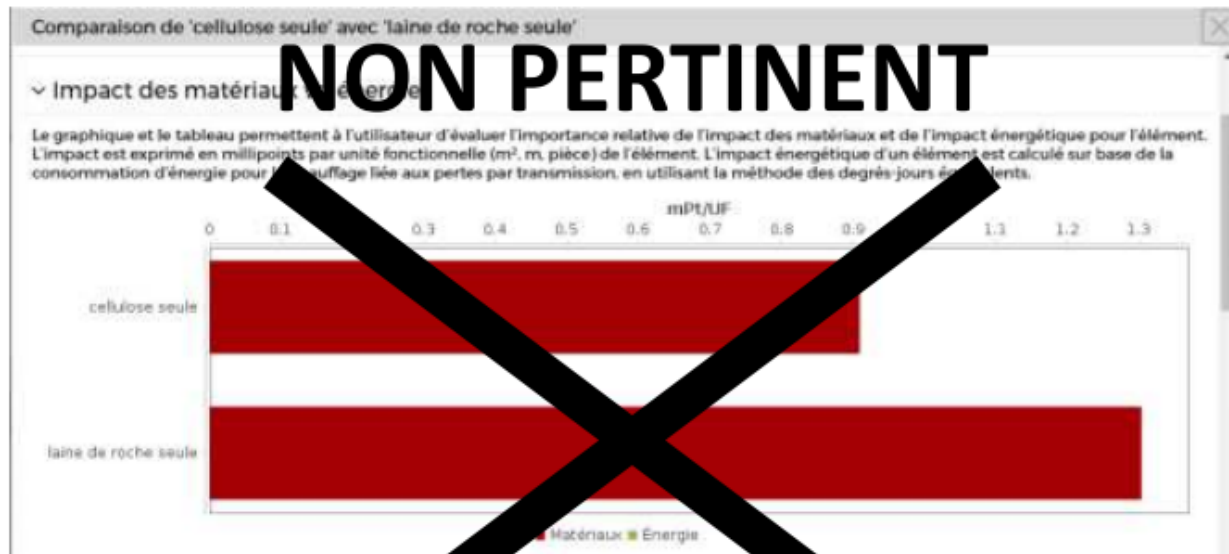 Comparaison de 'cellulose seule' avec 'laine de roche seule'
NON PERTINENT
Impact des matériaux énergie
Le graphique et le tableau permettent à l'utilisateur d'évaluer l'importance relative de l'impact des matériaux et de l'impact énergétique pour l'élément.
L'impact est exprimé en millipoints par unité fonctionnelle (m², m, pièce) de l'élément. L'impact énergétique d'un élément est calculé sur base de la
consommation d'énergie pour chauffage liée aux pertes par transmission, en utilisant la méthode des degrés-jours
mPt/UF
0 0.1 0.3 0.4 0.5 0.6 0.7 0.8 0.9 1.1 1.2 1.3
cellulose seule
laine de roche seule
Matériaux Énergie